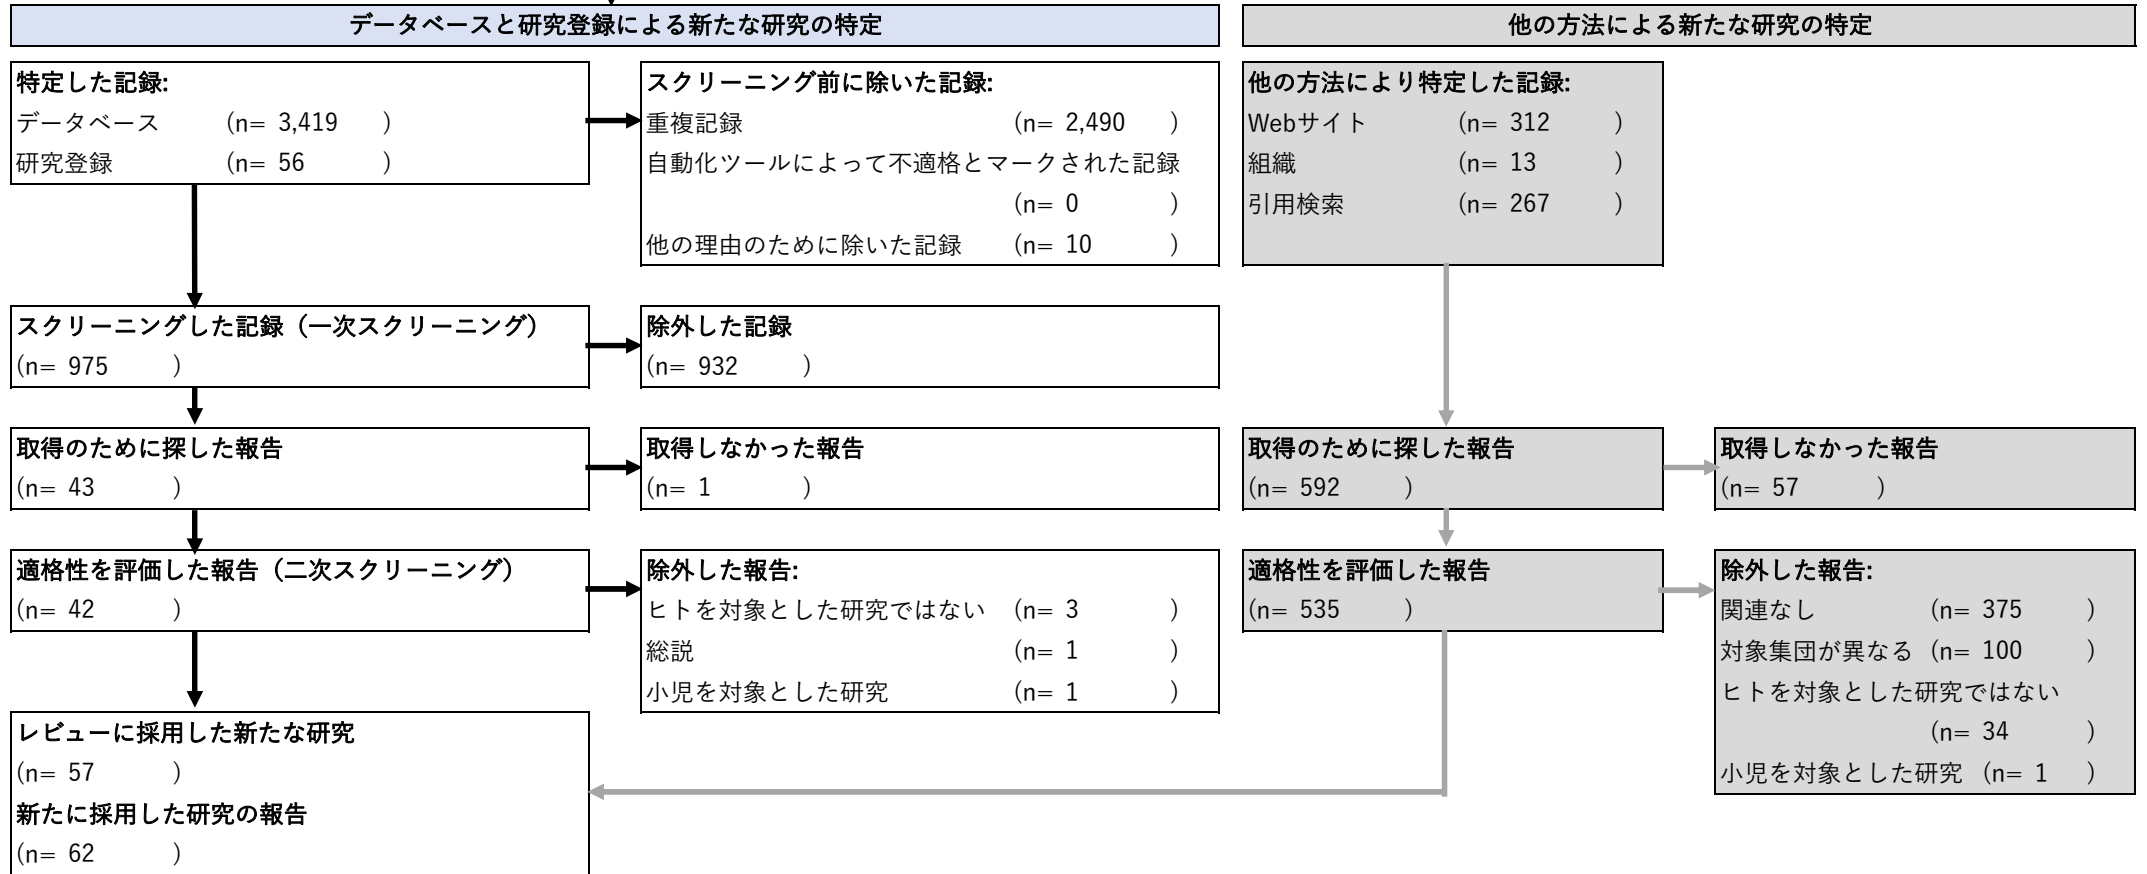 データベースと研究登録による新たな研究の特定
特定した記録:
データベース (n= 3,419 )
研究登録 (n= 56 )
スクリーニング前に除いた記録:
重複記録 (n= 2,490 )
自動化ツールによって不適格とマークされた記録
(n= 0 )
他の理由のために除いた記録 (n= 10 )
スクリーニングした記録（一次スクリーニング）
(n= 975 )
除外した記録
(n= 932 )
取得のために探した報告
(n= 43 )
取得しなかった報告
(n= 1 )
適格性を評価した報告（二次スクリーニング）
(n= 42 )
除外した報告:
ヒトを対象とした研究ではない (n= 3 )
総説 (n= 1 )
小児を対象とした研究 (n= 1 )
レビューに採用した新たな研究
(n= 57 )
新たに採用した研究の報告
(n= 62 )
他の方法による新たな研究の特定
他の方法により特定した記録:
Webサイト (n= 312 )
組織 (n= 13 )
引用検索 (n= 267 )
取得のために探した報告
(n= 592 )
取得しなかった報告
(n= 57 )
適格性を評価した報告
(n= 535 )
除外した報告:
関連なし (n= 375 )
対象集団が異なる (n= 100 )
ヒトを対象とした研究ではない
(n= 34 )
小児を対象とした研究 (n= 1 )